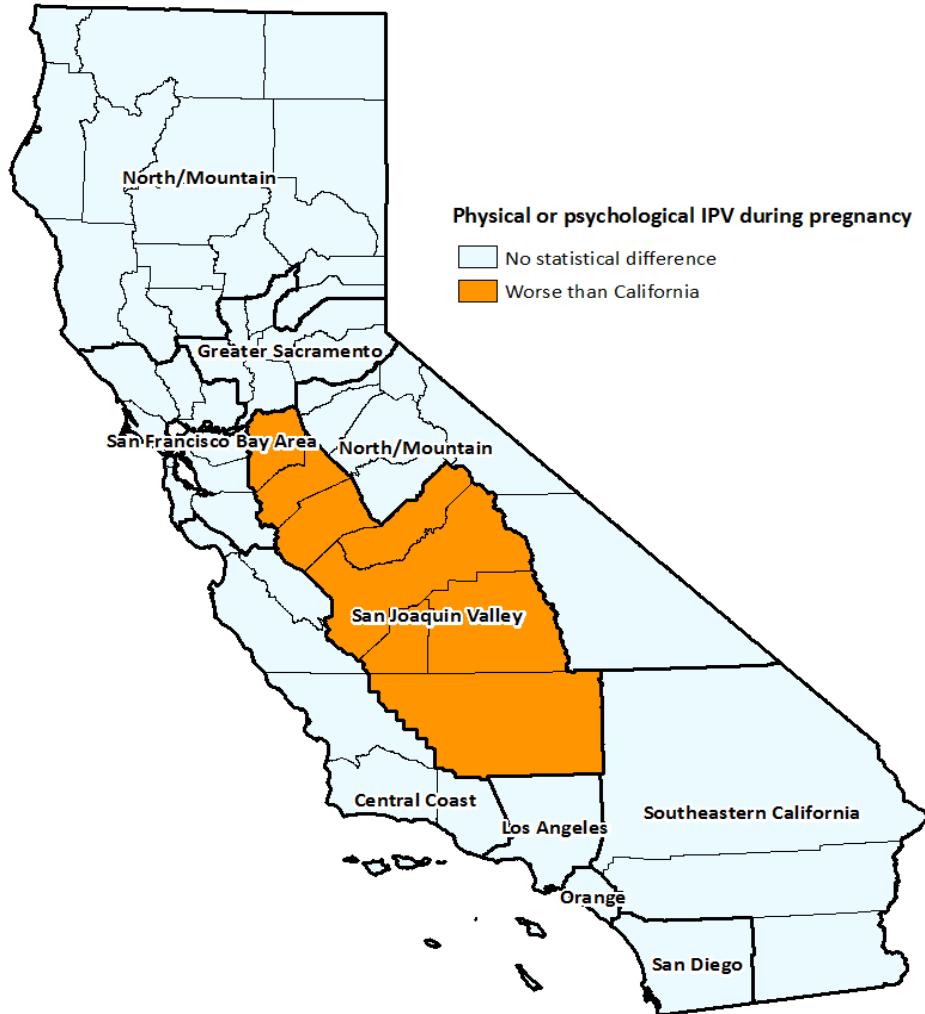 North/Mountain
Physical or psychological IPV during pregnancy
No statistical difference
Worse than California
Greater Sacramento
San Francisco Bay Area
North/Mountain
San Joaquin Valley
Central Coast
Southeastern California
Los Angeles
Orange
San Diego